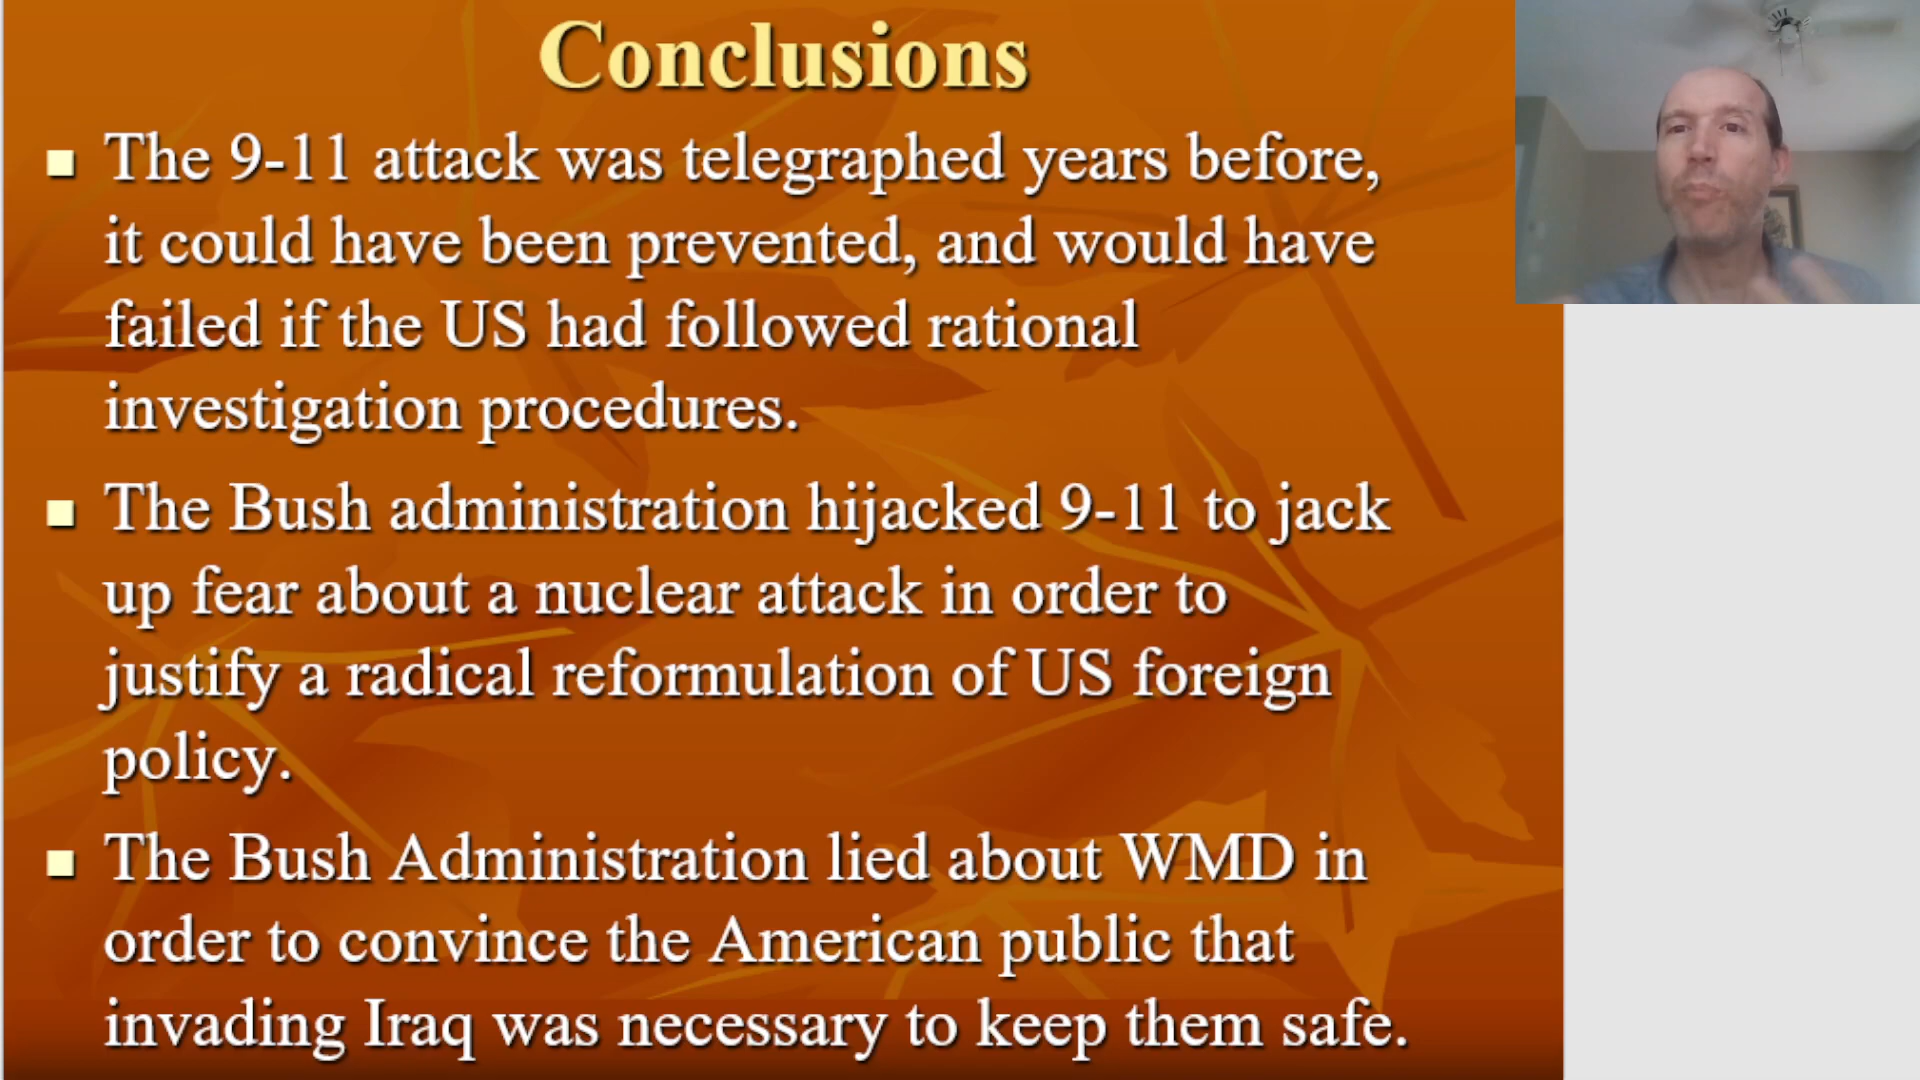 Conclusions
The 9-11 attack was telegraphed years before,
it could have been prevented, and would have
failed if the US had followed rational
investigation procedures.
The Bush administration hijacked 9-11 to jack
up fear about a nuclear attack in order to
justify a radical reformulation of US foreign
policy.
The Bush Administration lied about WMD in
order to convince the American public that
invading Iraq was necessary to keep them safe.